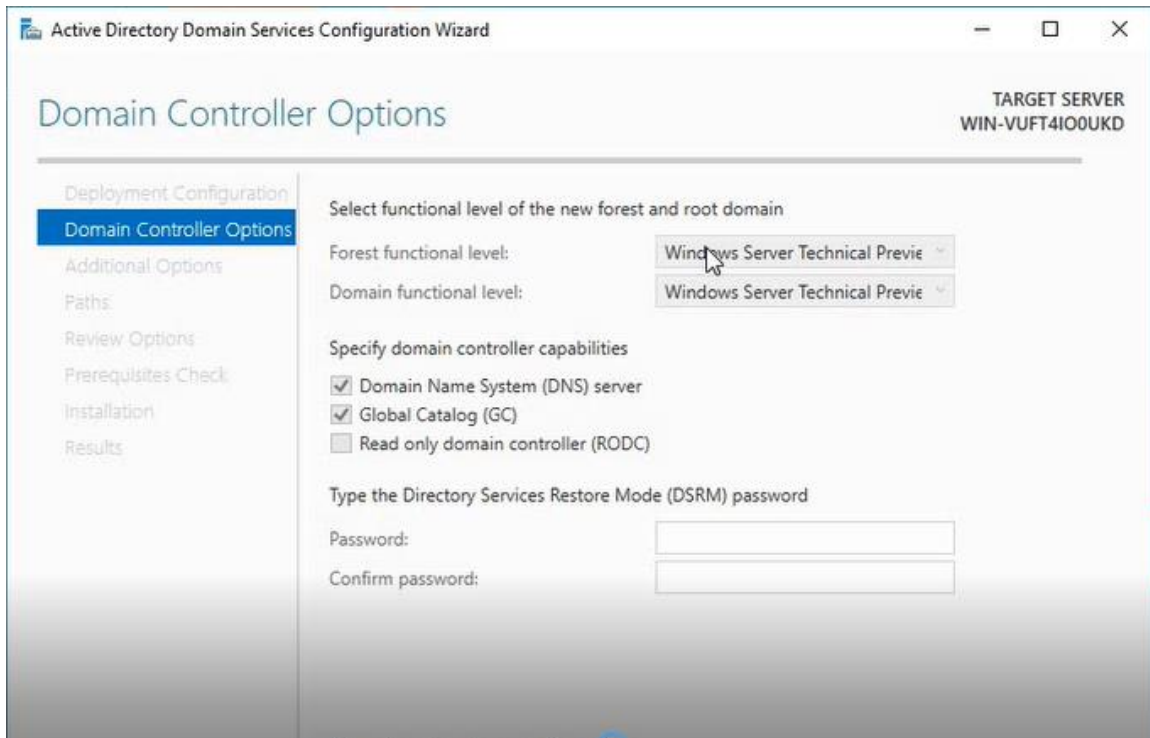 Active Directory Domain Services Configuration Wizard
Domain Controller Options
TARGET SERVER
WIN-VUFT4IO0UKD
Deployment Configuration
Domain Controller Options
Additional Options
Paths
Review Options
Prerequisites Check
Installation
Results
Select functional level of the new forest and root domain
Forest functional level: Windows Server Technical Previe
Domain functional level: Windows Server Technical Previe
Specify domain controller capabilities
Domain Name System (DNS) server
Global Catalog (GC)
Read only domain controller (RODC)
Type the Directory Services Restore Mode (DSRM) password
Password:
Confirm password: